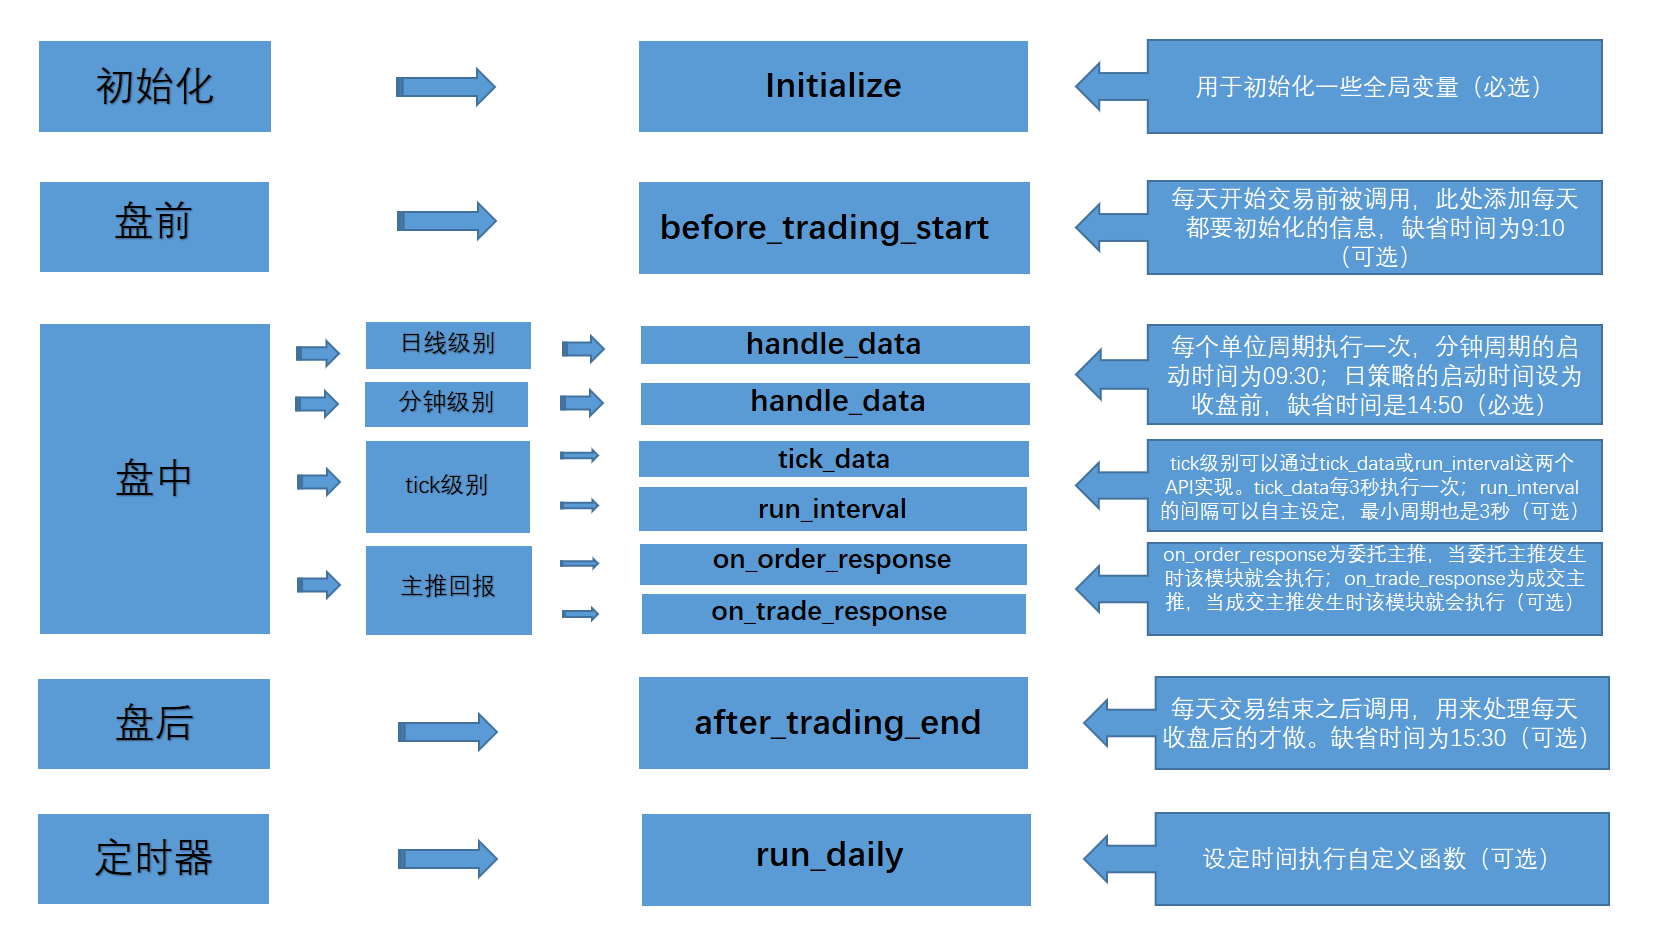 初始化
Initialize
用于初始化一些全局变量（必选）
盘前
before_trading_start
每天开始交易前被调用，此处添加每天
都要初始化的信息，缺省时间为9:10
（可选）
盘中
日线级别
handle_data
分钟级别
handle_data
每个单位周期执行一次，分钟周期的启
动时间为09:30；日策略的启动时间设为
收盘前，缺省时间是14:50（必选）
tick级别
tick_data
run_interval
tick级别可以通过tick_data或run_interval这两个
API实现。tick_data每3秒执行一次；run_interval
的间隔可以自主设定，最小周期也是3秒（可选）
主推回报
on_order_response
on_trade_response
on_order_response为委托主推，当委托主推发生
时该模块就会执行；on_trade_response为成交主
推，当成交主推发生时该模块就会执行（可选）
盘后
after_trading_end
每天交易结束之后调用，用来处理每天
收盘后的才做。缺省时间为15:30（可选）
定时器
run_daily
设定时间执行自定义函数（可选）